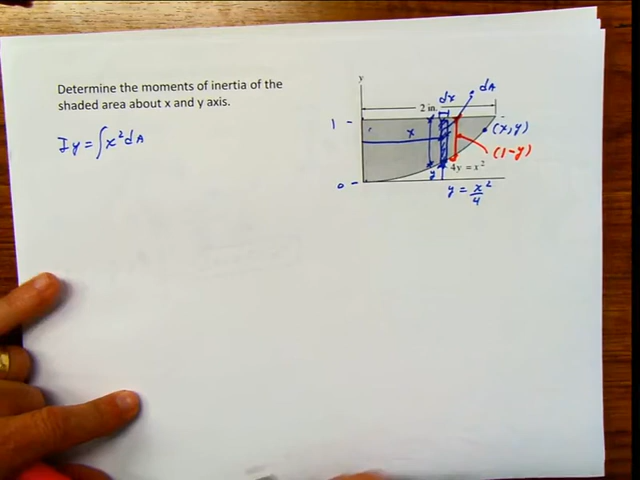 Determine the moments of inertia of the
shaded area about x and y axis.
Iy = ∫x²dA
y
2 in.
dx
dA
1
x
(x,y)
(1-y)
y
4y = x²
0
y = x²/4